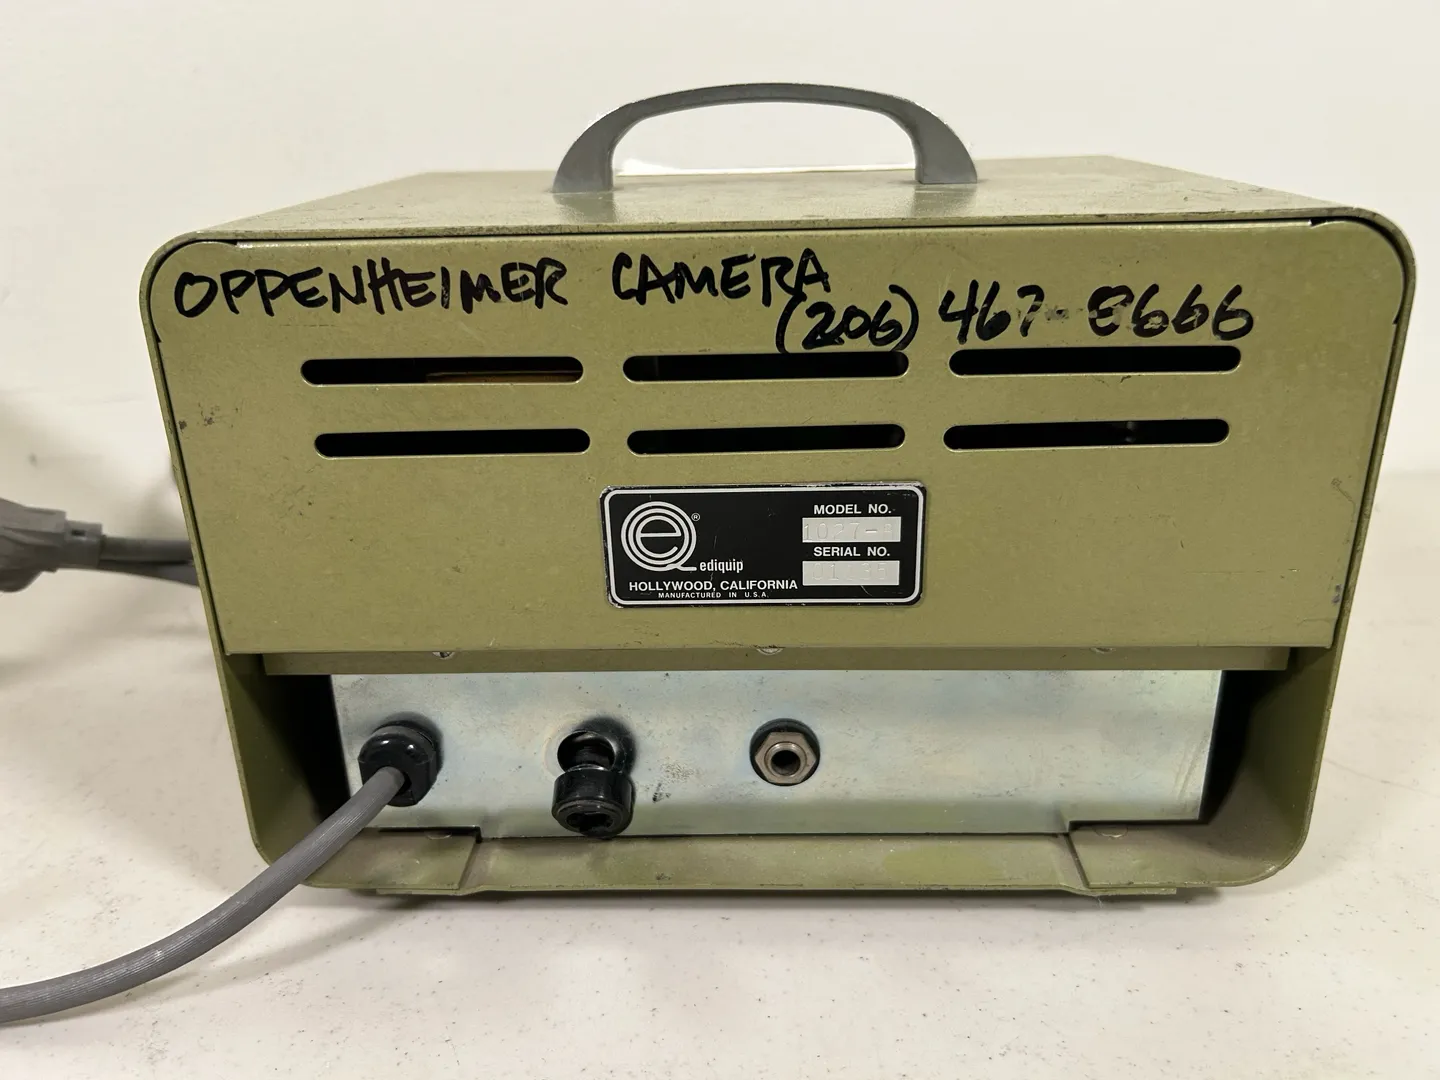 OPPENHEIMER CAMERA
(206) 467-8666
e®
ediquip
HOLLYWOOD, CALIFORNIA
MANUFACTURED IN U.S.A.
MODEL NO.
SERIAL NO.